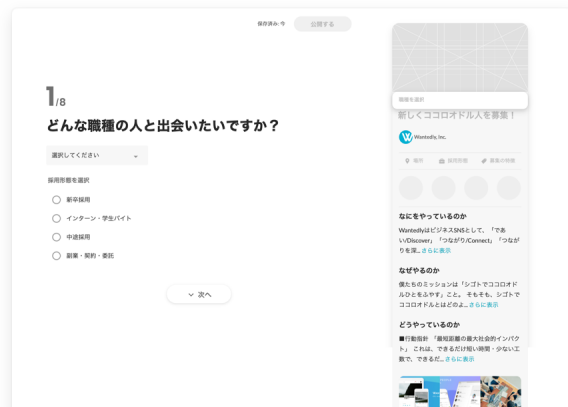 保存済み: 今
公開する
1/8
どんな職種の人と出会いたいですか？
選択してください
採用形態を選択
新卒採用
インターン・学生バイト
中途採用
副業・契約・委託
次へ
職種を選択
新しくココロオドル人を募集！
Wantedly, Inc.
場所
採用形態
募集の特徴
なにをやっているのか
WantedlyはビジネスSNSとして、「であ
い/Discover」「つながり/Connect」「つなが
りを深... さらに表示
なぜやるのか
僕たちのミッションは「シゴトでココロオド
ルひとをふやす」こと。 そもそも、シゴトで
ココロオドルとはどのよ... さらに表示
どうやっているのか
■行動指針 「最短距離の最大社会的インパク
ト」 これは、できるだけ短い時間・少ない工
数で、できるだ... さらに表示